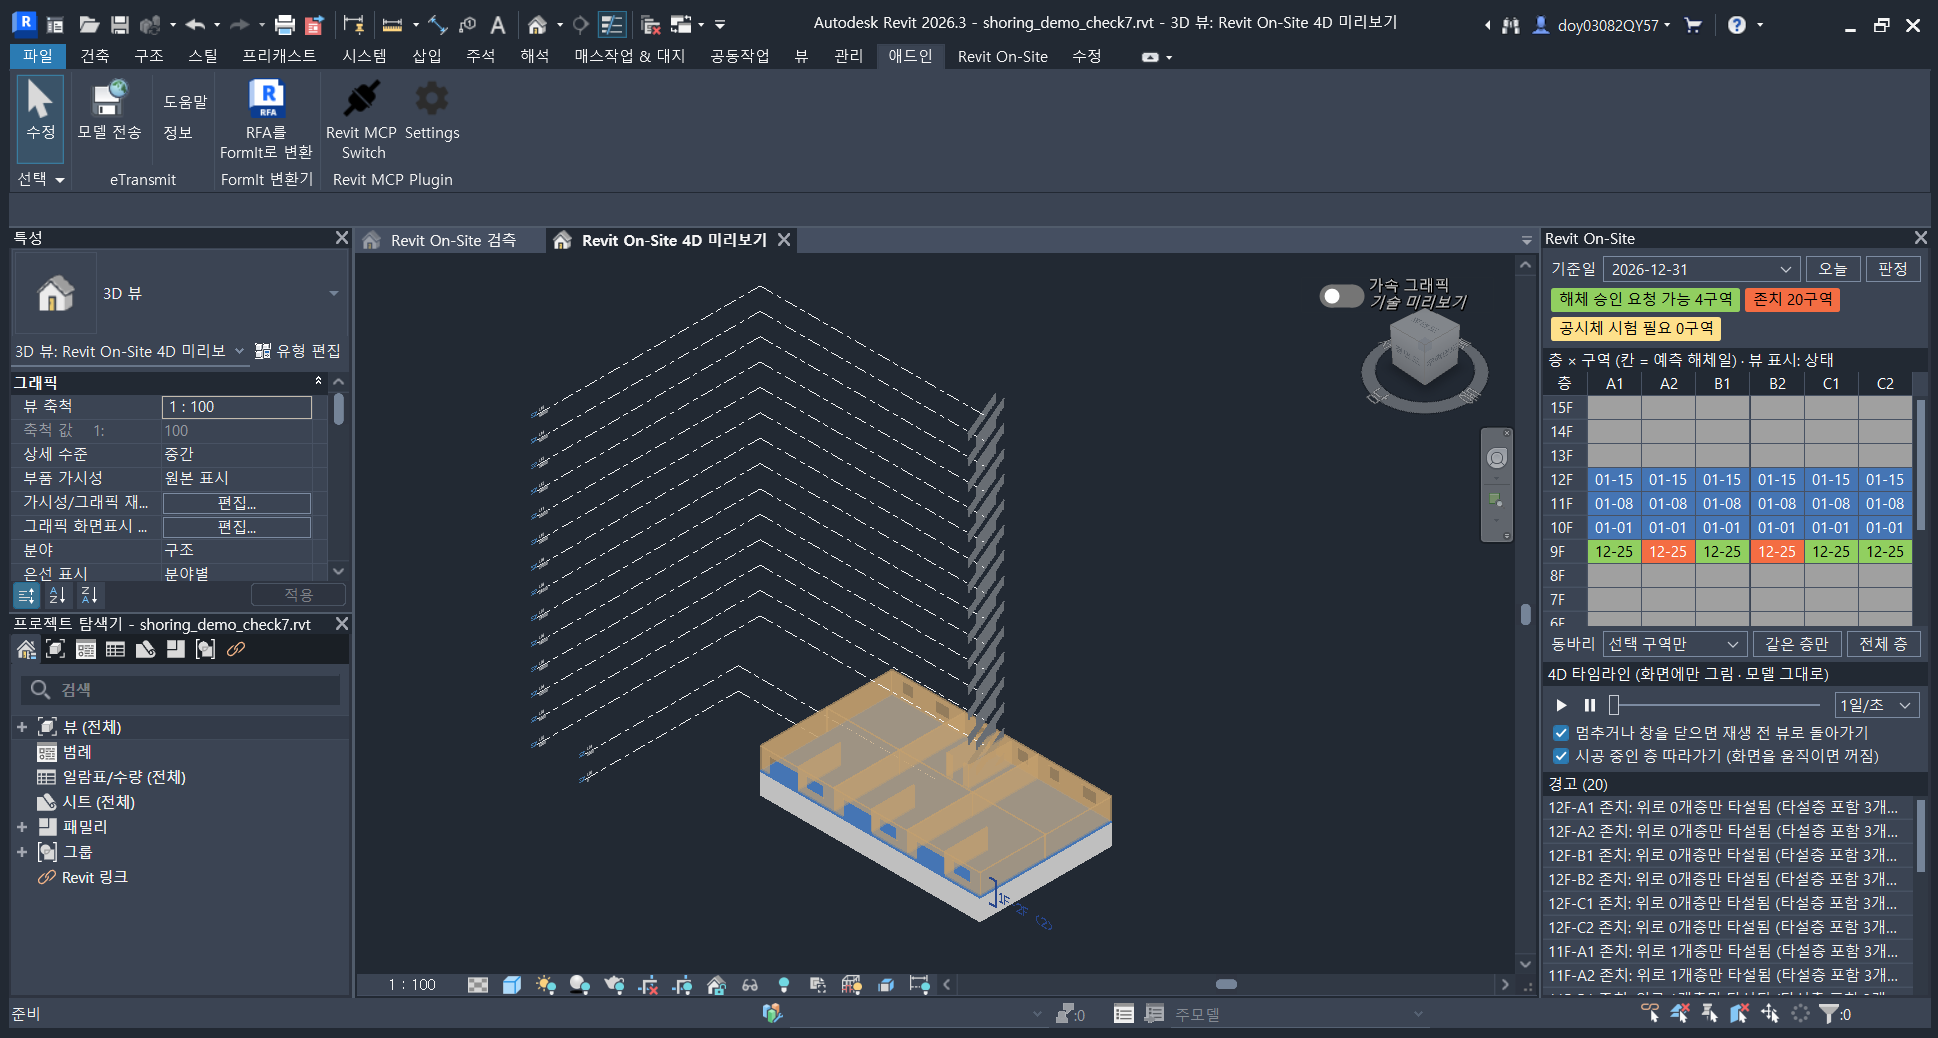 Autodesk Revit 2026.3 - shoring_demo_check7.rvt - 3D 뷰: Revit On-Site 4D 미리보기
doy03082QY57
파일 건축 구조 스틸 프리캐스트 시스템 삽입 주석 해석 매스작업 & 대지 공동작업 뷰 관리 애드인 Revit On-Site 수정
수정
모델 전송
도움말
정보
RFA를
FormIt로 변환
Revit MCP
Switch
Settings
선택
eTransmit
FormIt 변환기
Revit MCP Plugin
특성
3D 뷰
3D 뷰: Revit On-Site 4D 미리보
유형 편집
그래픽
뷰 축척 1 : 100
축척 값 1: 100
상세 수준 중간
부품 가시성 원본 표시
가시성/그래픽 재... 편집...
그래픽 화면표시 ... 편집...
분야 구조
은선 표시 분야별
적용
프로젝트 탐색기 - shoring_demo_check7.rvt
검색
뷰 (전체)
범례
일람표/수량 (전체)
시트 (전체)
패밀리
그룹
Revit 링크
Revit On-Site 검측
Revit On-Site 4D 미리보기
가속 그래픽
기술 미리보기
1F
1 : 100
Revit On-Site
기준일 2026-12-31 오늘 판정
해체 승인 요청 가능 4구역 존치 20구역
공시체 시험 필요 0구역
층 × 구역 (칸 = 예측 해체일) · 뷰 표시: 상태
층 A1 A2 B1 B2 C1 C2
15F
14F
13F
12F 01-15 01-15 01-15 01-15 01-15 01-15
11F 01-08 01-08 01-08 01-08 01-08 01-08
10F 01-01 01-01 01-01 01-01 01-01 01-01
9F 12-25 12-25 12-25 12-25 12-25 12-25
8F
7F
6F
동바리 선택 구역만 같은 층만 전체 층
4D 타임라인 (화면에만 그림 · 모델 그대로)
1일/초
멈추거나 창을 닫으면 재생 전 뷰로 돌아가기
시공 중인 층 따라가기 (화면을 움직이면 꺼짐)
경고 (20)
12F-A1 존치: 위로 0개층만 타설됨 (타설층 포함 3개...
12F-A2 존치: 위로 0개층만 타설됨 (타설층 포함 3개...
12F-B1 존치: 위로 0개층만 타설됨 (타설층 포함 3개...
12F-B2 존치: 위로 0개층만 타설됨 (타설층 포함 3개...
12F-C1 존치: 위로 0개층만 타설됨 (타설층 포함 3개...
12F-C2 존치: 위로 0개층만 타설됨 (타설층 포함 3개...
11F-A1 존치: 위로 1개층만 타설됨 (타설층 포함 3개...
11F-A2 존치: 위로 1개층만 타설됨 (타설층 포함 3개...
준비
:0
주모델
:0